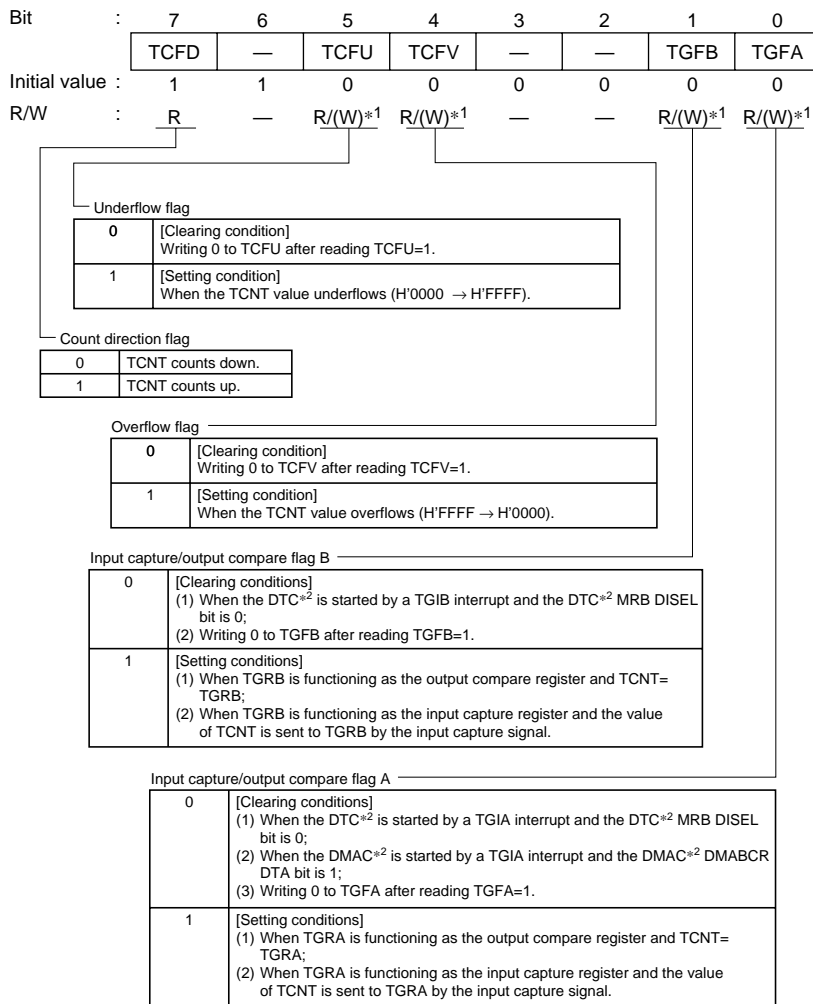 Bit : 7 6 5 4 3 2 1 0
TCFD — TCFU TCFV — — TGFB TGFA
Initial value : 1 1 0 0 0 0 0 0
R/W : R — R/(W)*1 R/(W)*1 — — R/(W)*1 R/(W)*1
Underflow flag
0 [Clearing condition]
Writing 0 to TCFU after reading TCFU=1.
1 [Setting condition]
When the TCNT value underflows (H'0000 → H'FFFF).
Count direction flag
0 TCNT counts down.
1 TCNT counts up.
Overflow flag
0 [Clearing condition]
Writing 0 to TCFV after reading TCFV=1.
1 [Setting condition]
When the TCNT value overflows (H'FFFF → H'0000).
Input capture/output compare flag B
0 [Clearing conditions]
(1) When the DTC*2 is started by a TGIB interrupt and the DTC*2 MRB DISEL
bit is 0;
(2) Writing 0 to TGFB after reading TGFB=1.
1 [Setting conditions]
(1) When TGRB is functioning as the output compare register and TCNT=
TGRB;
(2) When TGRB is functioning as the input capture register and the value
of TCNT is sent to TGRB by the input capture signal.
Input capture/output compare flag A
0 [Clearing conditions]
(1) When the DTC*2 is started by a TGIA interrupt and the DTC*2 MRB DISEL
bit is 0;
(2) When the DMAC*2 is started by a TGIA interrupt and the DMAC*2 DMABCR
DTA bit is 1;
(3) Writing 0 to TGFA after reading TGFA=1.
1 [Setting conditions]
(1) When TGRA is functioning as the output compare register and TCNT=
TGRA;
(2) When TGRA is functioning as the input capture register and the value
of TCNT is sent to TGRA by the input capture signal.